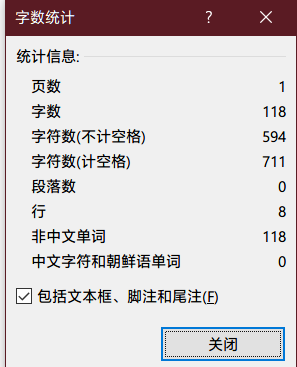 字数统计
统计信息:
页数 1
字数 118
字符数(不计空格) 594
字符数(计空格) 711
段落数 0
行 8
非中文单词 118
中文字符和朝鲜语单词 0
包括文本框、脚注和尾注(F)
关闭